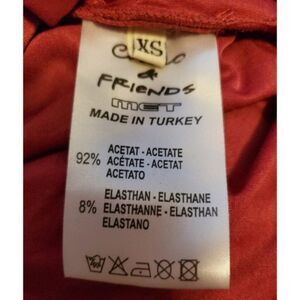 XS
&
FRIENDS
MET
MADE IN TURKEY
92% ACETAT - ACETATE
ACÉTATE - ACETAT
ACETATO
8% ELASTHAN - ELASTHANE
ELASTHANNE - ELASTHAN
ELASTANO